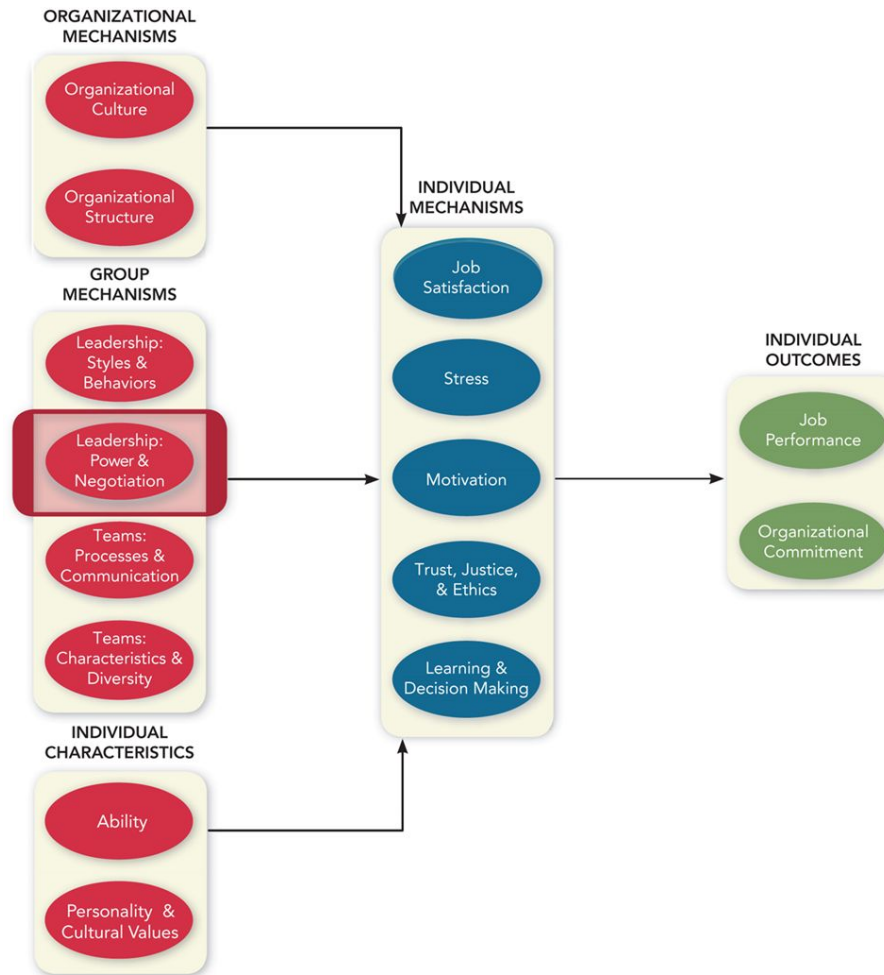 ORGANIZATIONAL
MECHANISMS
Organizational
Culture
Organizational
Structure
GROUP
MECHANISMS
Leadership:
Styles &
Behaviors
Leadership:
Power &
Negotiation
Teams:
Processes &
Communication
Teams:
Characteristics &
Diversity
INDIVIDUAL
CHARACTERISTICS
Ability
Personality &
Cultural Values
INDIVIDUAL
MECHANISMS
Job
Satisfaction
Stress
Motivation
Trust, Justice,
& Ethics
Learning &
Decision Making
INDIVIDUAL
OUTCOMES
Job
Performance
Organizational
Commitment